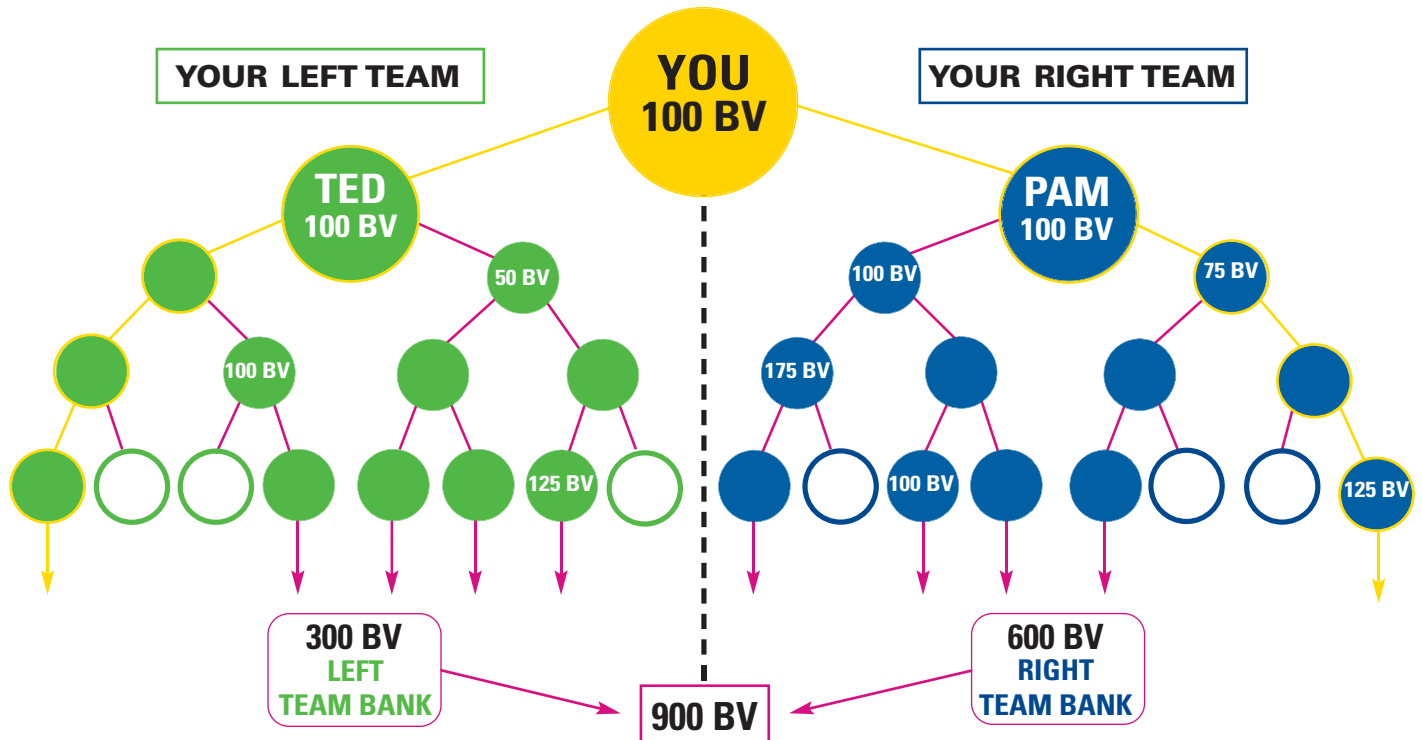 YOUR LEFT TEAM
YOU
100 BV
YOUR RIGHT TEAM
TED
100 BV
PAM
100 BV
50 BV
100 BV
75 BV
100 BV
175 BV
125 BV
100 BV
125 BV
300 BV
LEFT
TEAM BANK
600 BV
RIGHT
TEAM BANK
900 BV